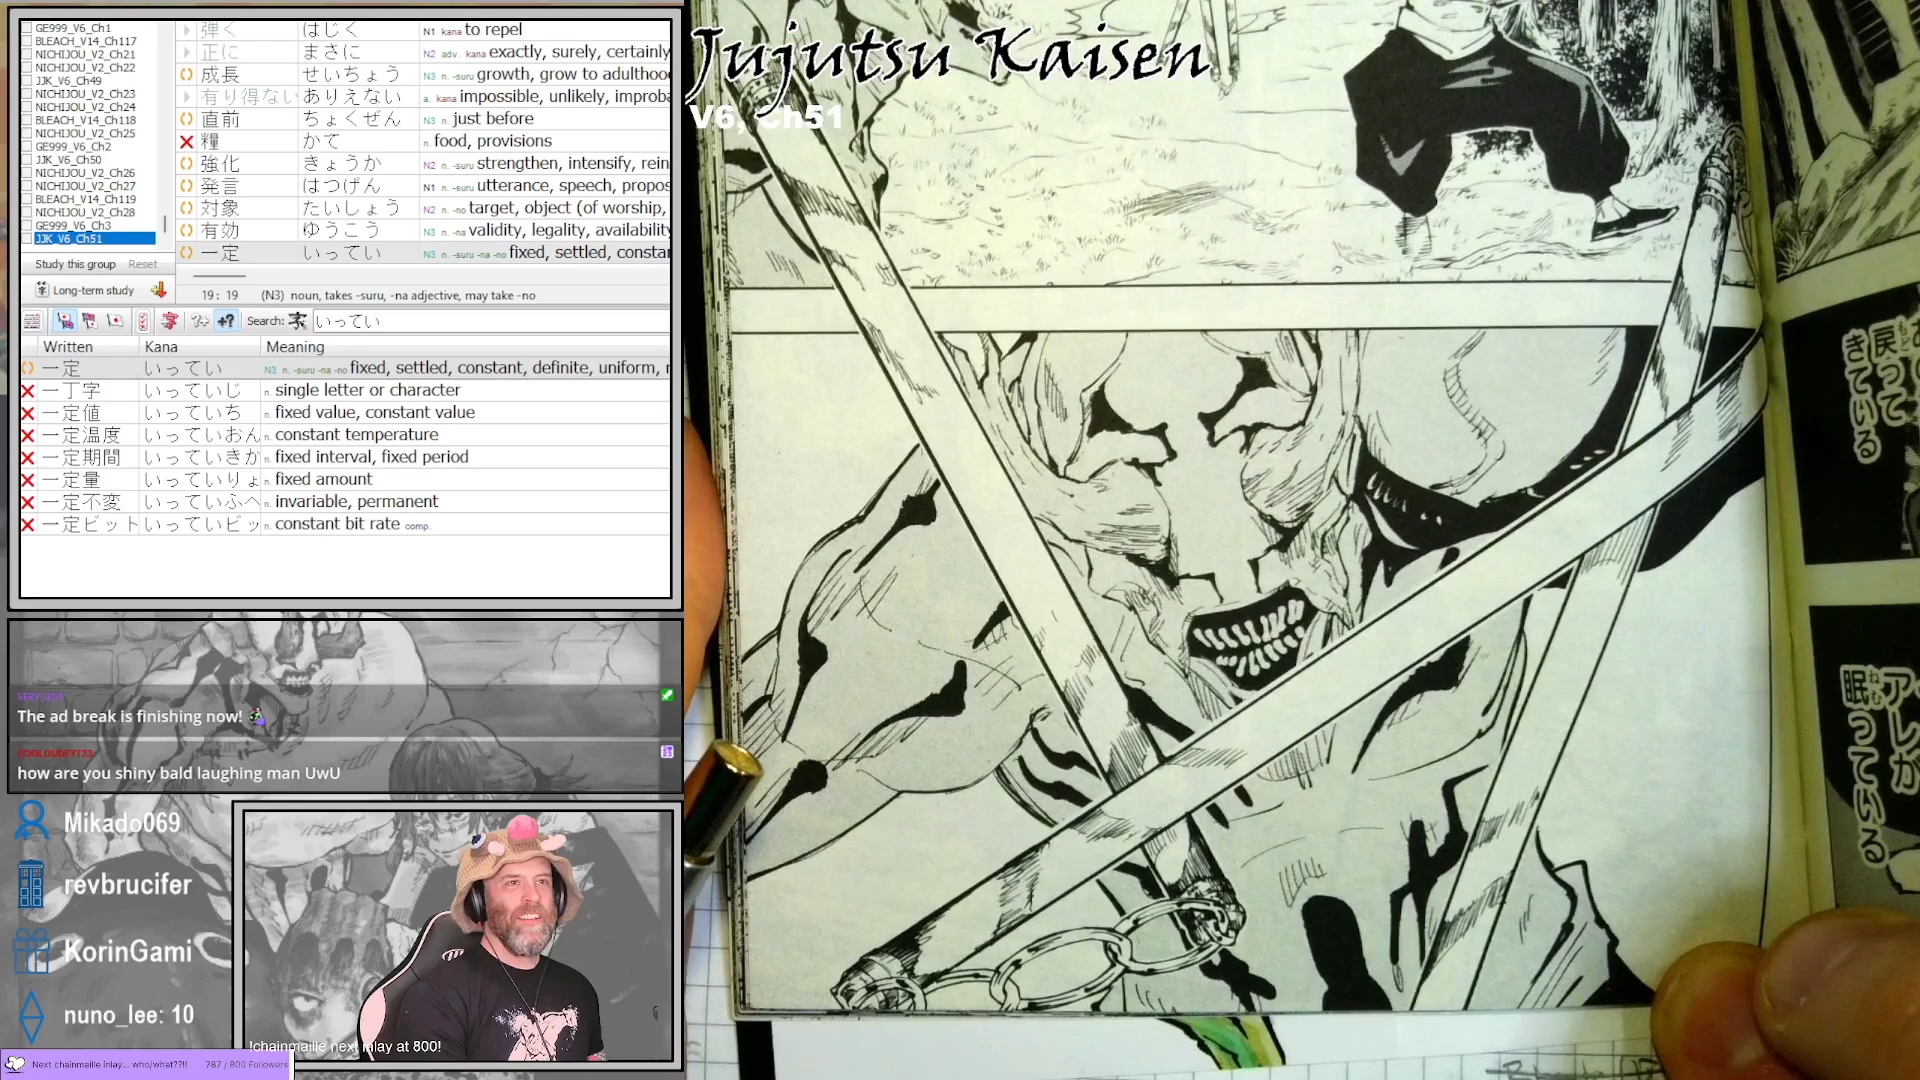 GE999_V6_Ch1
BLEACH_V14_Ch117
NICHIJOU_V2_Ch21
NICHIJOU_V2_Ch22
JJK_V6_Ch49
NICHIJOU_V2_Ch23
NICHIJOU_V2_Ch24
BLEACH_V14_Ch118
NICHIJOU_V2_Ch25
GE999_V6_Ch2
JJK_V6_Ch50
NICHIJOU_V2_Ch26
NICHIJOU_V2_Ch27
BLEACH_V14_Ch119
NICHIJOU_V2_Ch28
GE999_V6_Ch3
JJK_V6_Ch51
Study this group Reset
Long-term study
弾く はじく N1 kana to repel
正に まさに N2 adv. kana exactly, surely, certainly
成長 せいちょう N3 n. -suru growth, grow to adulthoo
有り得ない ありえない a. kana impossible, unlikely, improba
直前 ちょくぜん N3 n. just before
糧 かて n. food, provisions
強化 きょうか N2 n. -suru strengthen, intensify, rein
発言 はつげん N1 n. -suru utterance, speech, propos
対象 たいしょう N2 n. -no target, object (of worship,
有効 ゆうこう N3 n. -na validity, legality, availability
一定 いってい N3 n. -suru -na -no fixed, settled, constan
19: 19 (N3) noun, takes -suru, -na adjective, may take -no
Search: いってい
Written Kana Meaning
一定 いってい N3 n. -suru -na -no fixed, settled, constant, definite, uniform, r
一丁字 いっていじ n. single letter or character
一定値 いっていち n. fixed value, constant value
一定温度 いっていおん n. constant temperature
一定期間 いっていきか n. fixed interval, fixed period
一定量 いっていりょ n. fixed amount
一定不変 いっていふへ n. invariable, permanent
一定ビット いっていビッ n. constant bit rate comp.
SERY_BOT
The ad break is finishing now!
COOLDUDEYT23
how are you shiny bald laughing man UwU
Mikado069
revbrucifer
KorinGami
nuno_lee: 10
!chainmaille next inlay at 800!
Next chainmaille inlay... who/what??!! 787 / 800 Followers
Jujutsu Kaisen
V6, Ch51
戻って
もど
きている
アレが
眠っている
ねむ